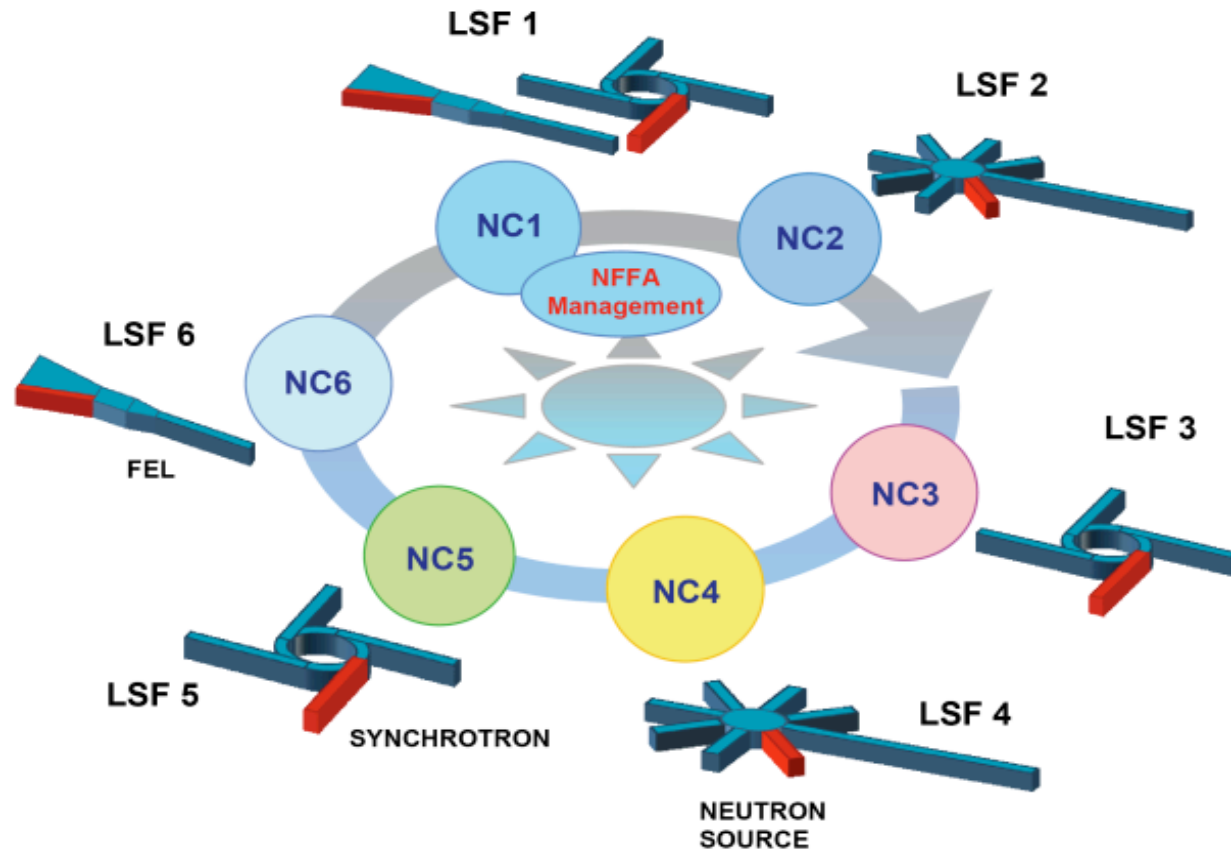 LSF 1
LSF 2
NC1
NC2
NFFA
Management
LSF 6
NC6
FEL
LSF 3
NC3
NC5
NC4
LSF 5
SYNCHROTRON
LSF 4
NEUTRON
SOURCE